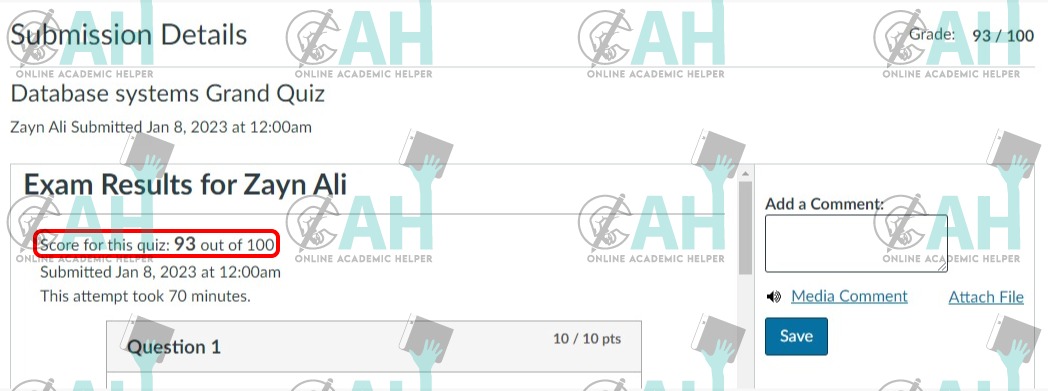 Submission Details
Grade: 93 / 100
Database systems Grand Quiz
Zayn Ali Submitted Jan 8, 2023 at 12:00am
Exam Results for Zayn Ali
Score for this quiz: 93 out of 100
Submitted Jan 8, 2023 at 12:00am
This attempt took 70 minutes.
Question 1
10 / 10 pts
Add a Comment:
Media Comment
Attach File
Save
AH
ONLINE ACADEMIC HELPER
AH
ONLINE ACADEMIC HELPER
AH
ONLINE ACADEMIC HELPER
AH
ONLINE ACADEMIC HELPER
AH
ONLINE ACADEMIC HELPER
AH
ONLINE ACADEMIC HELPER
AH
ONLINE ACADEMIC HELPER
AH
ONLINE ACADEMIC HELPER